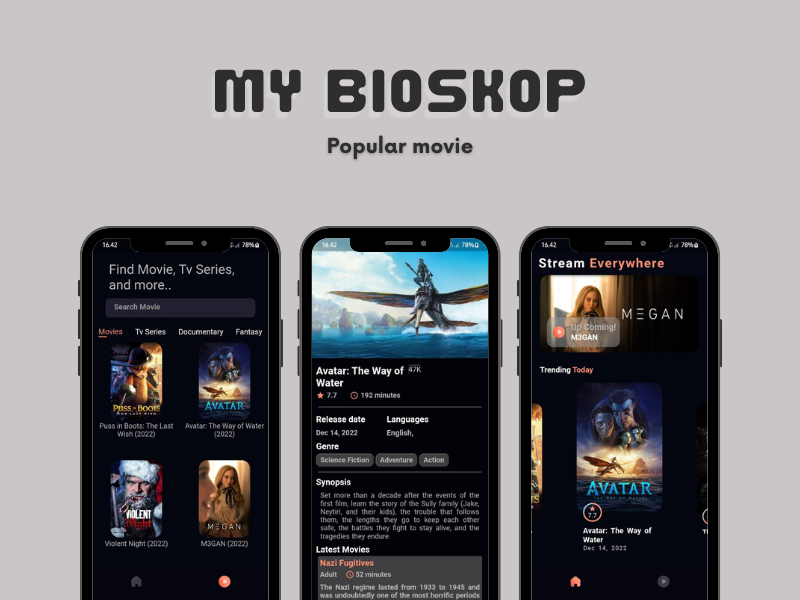 MY BIOSKOP
Popular movie
16.42
78%
Find Movie, Tv Series,
and more..
Search Movie
Movies Tv Series Documentary Fantasy
PUSS IN BOOTS
THE LAST WISH
AVATAR
Puss in Boots: The Last
Wish (2022)
Avatar: The Way of Water
(2022)
VIOLENT
Night
M3GAN
Violent Night (2022)
M3GAN (2022)
16.42
78%
Avatar: The Way of
Water
47K
7.7
192 minutes
Release date
Languages
Dec 14, 2022
English,
Genre
Science Fiction Adventure Action
Synopsis
Set more than a decade after the events of the
first film, learn the story of the Sully family (Jake,
Neytiri, and their kids), the trouble that follows
them, the lengths they go to keep each other
safe, the battles they fight to stay alive, and the
tragedies they endure.
Latest Movies
Nazi Fugitives
Adult 52 minutes
The Nazi regime lasted from 1933 to 1945 and
was undoubtedly one of the most horrific periods
16.42
78%
Stream Everywhere
M3GAN
Up Coming!
M3GAN
Trending Today
AVATAR
THE WAY OF WATER
7.7
Avatar: The Way of
Water
Dec 14, 2022